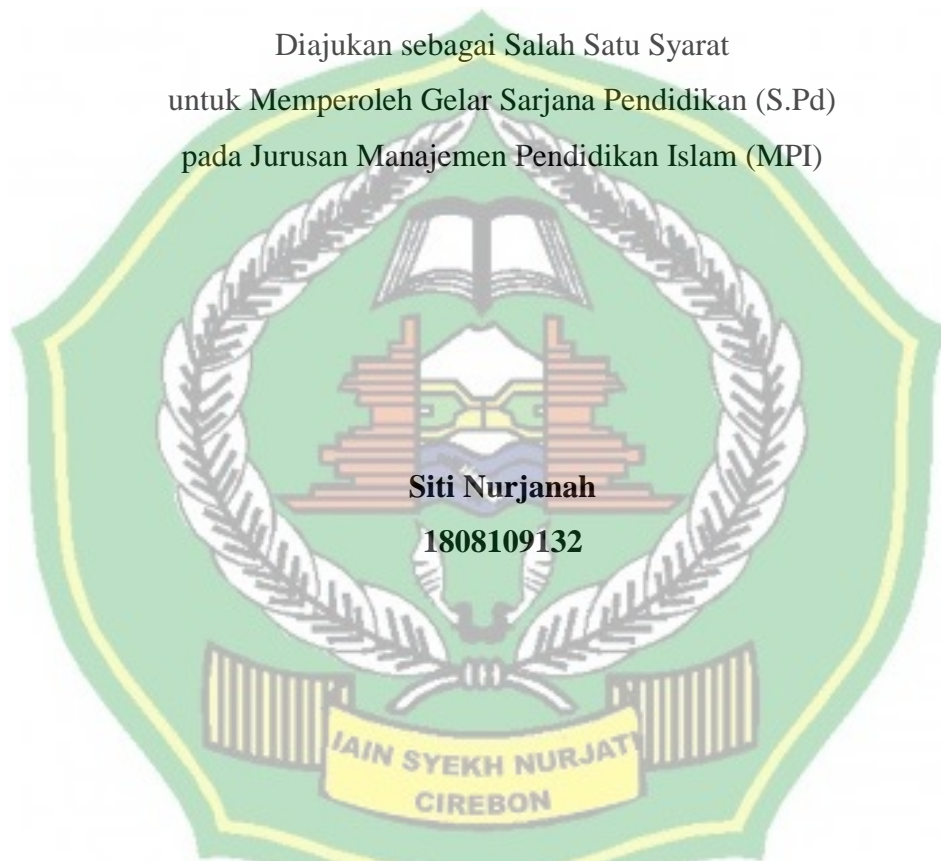 Diajukan sebagai Salah Satu Syarat
untuk Memperoleh Gelar Sarjana Pendidikan (S.Pd)
pada Jurusan Manajemen Pendidikan Islam (MPI)
Siti Nurjanah
1808109132
IAIN SYEKH NURJATI
CIREBON